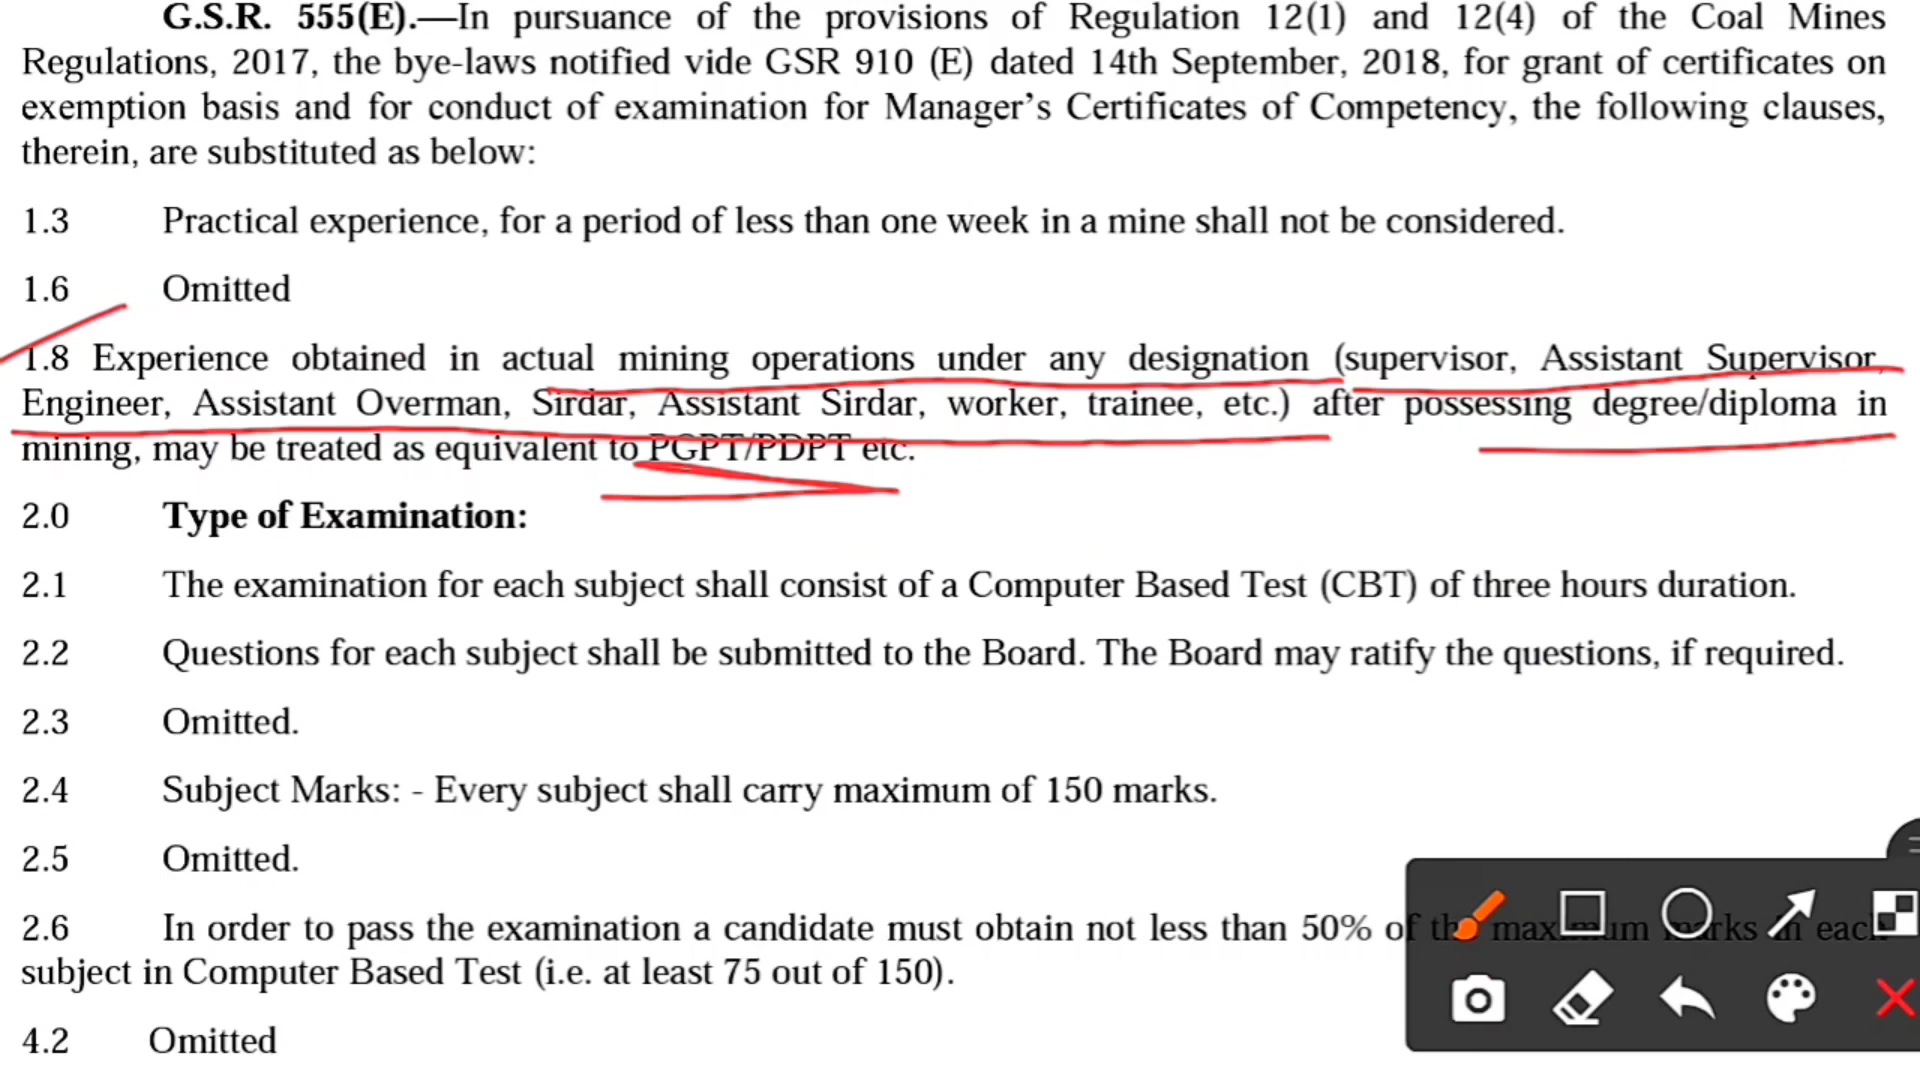 G.S.R. 555(E).—In pursuance of the provisions of Regulation 12(1) and 12(4) of the Coal Mines
Regulations, 2017, the bye-laws notified vide GSR 910 (E) dated 14th September, 2018, for grant of certificates on
exemption basis and for conduct of examination for Manager's Certificates of Competency, the following clauses,
therein, are substituted as below:
1.3 Practical experience, for a period of less than one week in a mine shall not be considered.
1.6 Omitted
1.8 Experience obtained in actual mining operations under any designation (supervisor, Assistant Supervisor,
Engineer, Assistant Overman, Sirdar, Assistant Sirdar, worker, trainee, etc.) after possessing degree/diploma in
mining, may be treated as equivalent to PGPT/PDPT etc.
2.0 Type of Examination:
2.1 The examination for each subject shall consist of a Computer Based Test (CBT) of three hours duration.
2.2 Questions for each subject shall be submitted to the Board. The Board may ratify the questions, if required.
2.3 Omitted.
2.4 Subject Marks: - Every subject shall carry maximum of 150 marks.
2.5 Omitted.
2.6 In order to pass the examination a candidate must obtain not less than 50% of the maximum marks in each
subject in Computer Based Test (i.e. at least 75 out of 150).
4.2 Omitted